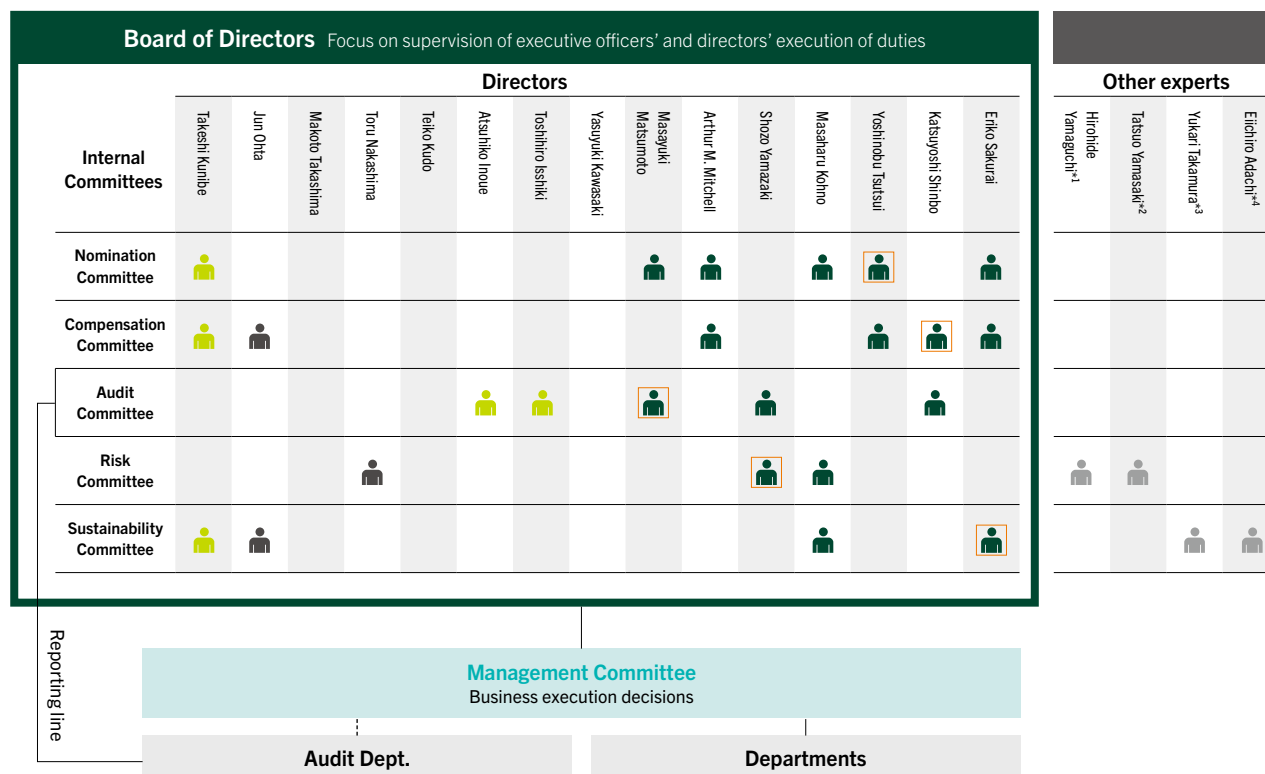 Board of Directors Focus on supervision of executive officers' and directors' execution of duties
Directors
Other experts
Internal
Committees
Takeshi Kunibe
Jun Ohta
Makoto Takashima
Toru Nakashima
Teiko Kudo
Atsuhiko Inoue
Toshihiro Isshiki
Yasuyuki Kawasaki
Masayuki
Matsumoto
Arthur M. Mitchell
Shozo Yamazaki
Masaharu Kohno
Yoshinobu Tsutsui
Katsuyoshi Shinbo
Eriko Sakurai
Hirohide
Yamaguchi*1
Tatsuo Yamasaki*2
Yukari Takamura*3
Eiichiro Adachi*4
Nomination
Committee
Compensation
Committee
Audit
Committee
Risk
Committee
Sustainability
Committee
Reporting line
Management Committee
Business execution decisions
Audit Dept.
Departments